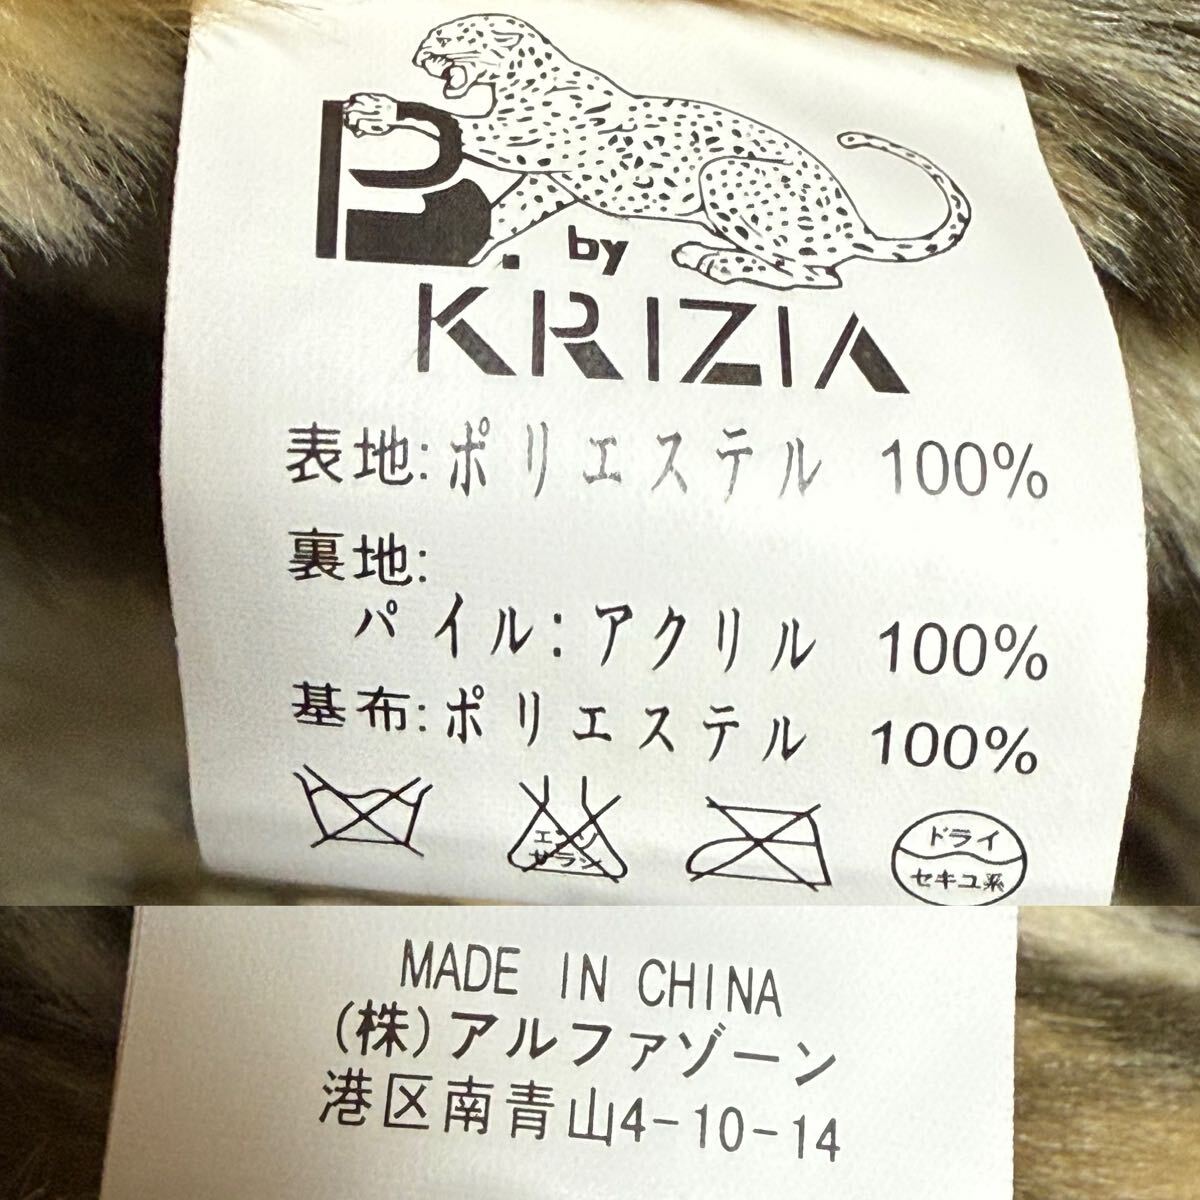 B. by
KRIZIA
表地:ポリエステル 100%
裏地:
パイル:アクリル 100%
基布:ポリエステル 100%
エンソ
サラシ
ドライ
セキユ系
MADE IN CHINA
(株)アルファゾーン
港区南青山4-10-14